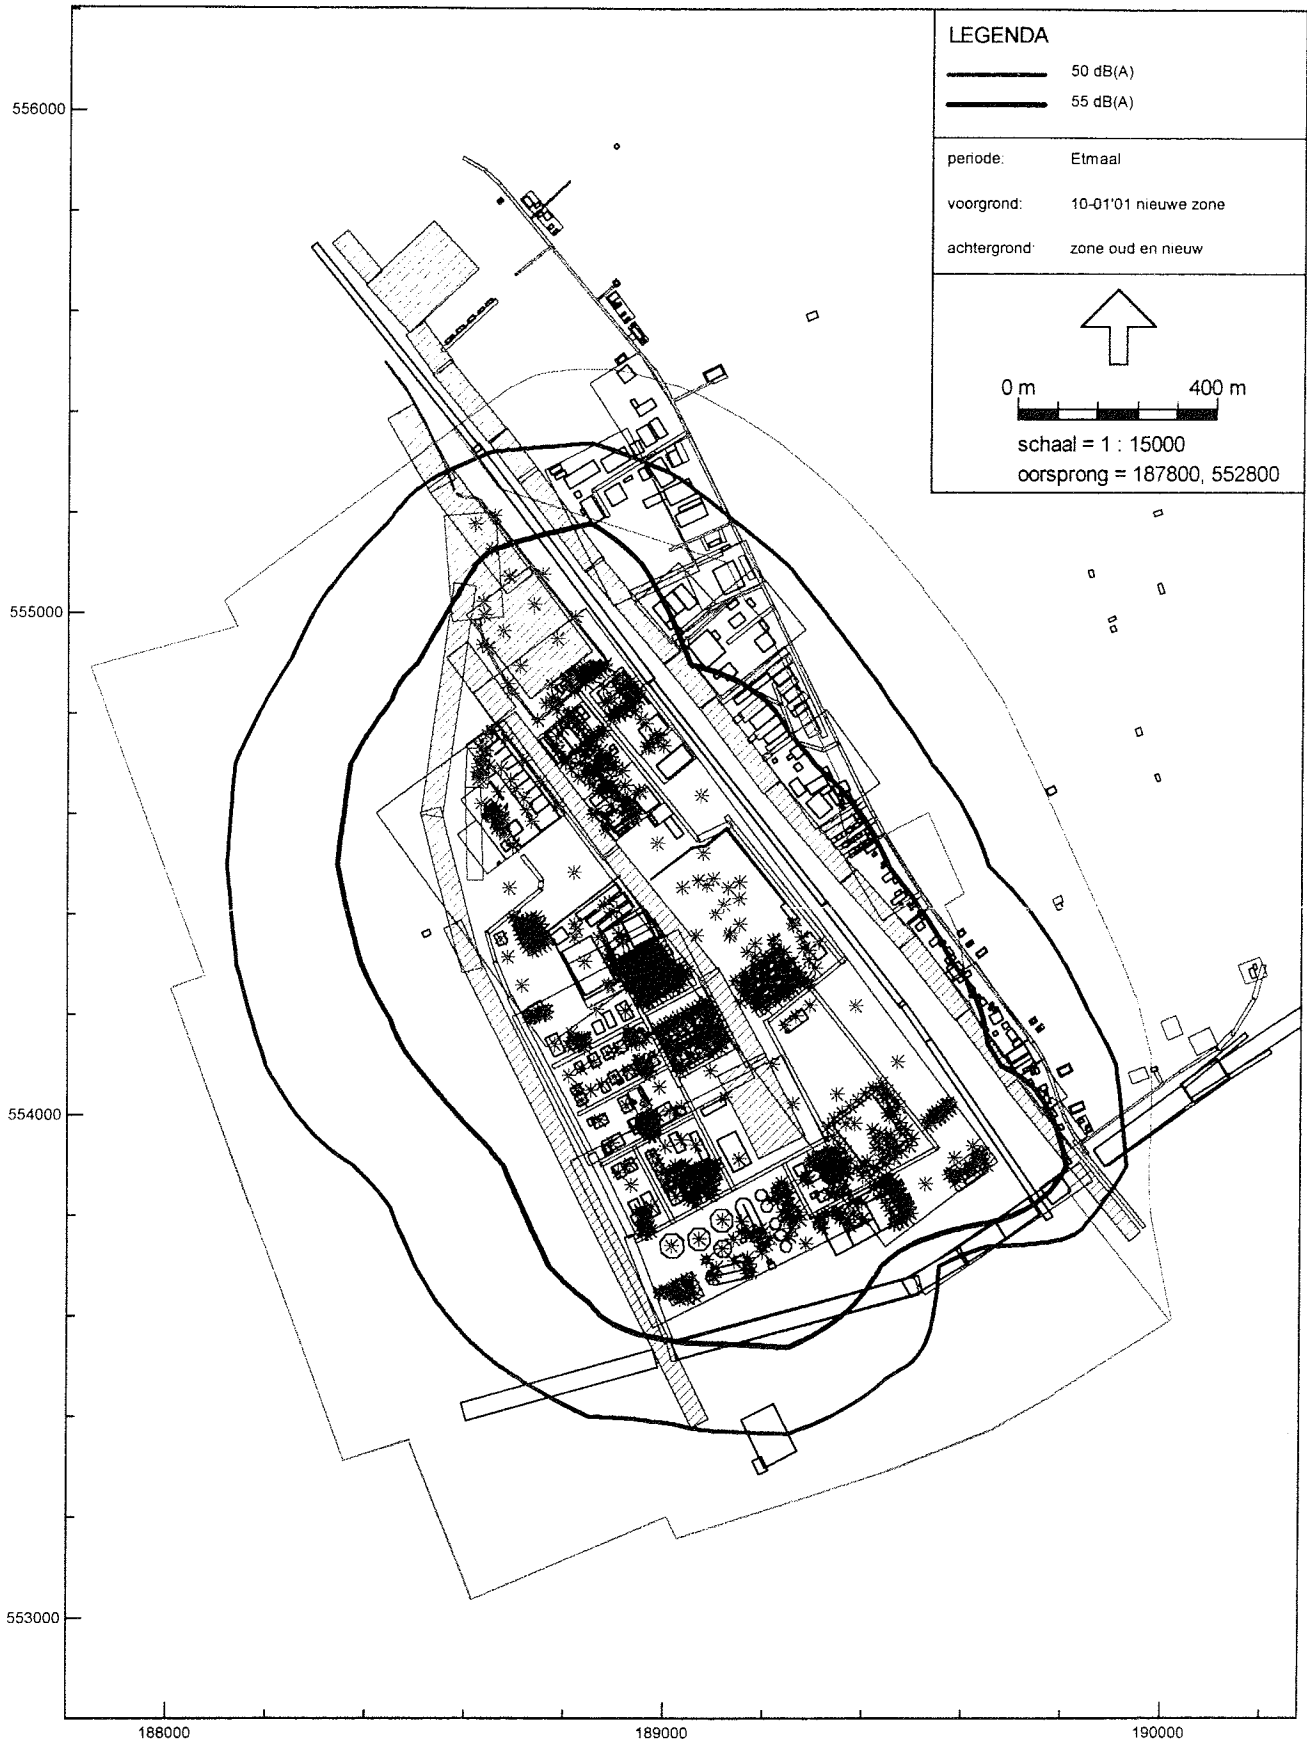 LEGENDA
50 dB(A)
55 dB(A)
periode: Etmaal
voorgrond: 10-01'01 nieuwe zone
achtergrond: zone oud en nieuw
0 m 400 m
schaal = 1 : 15000
oorsprong = 187800, 552800
556000
555000
554000
553000
188000 189000 190000